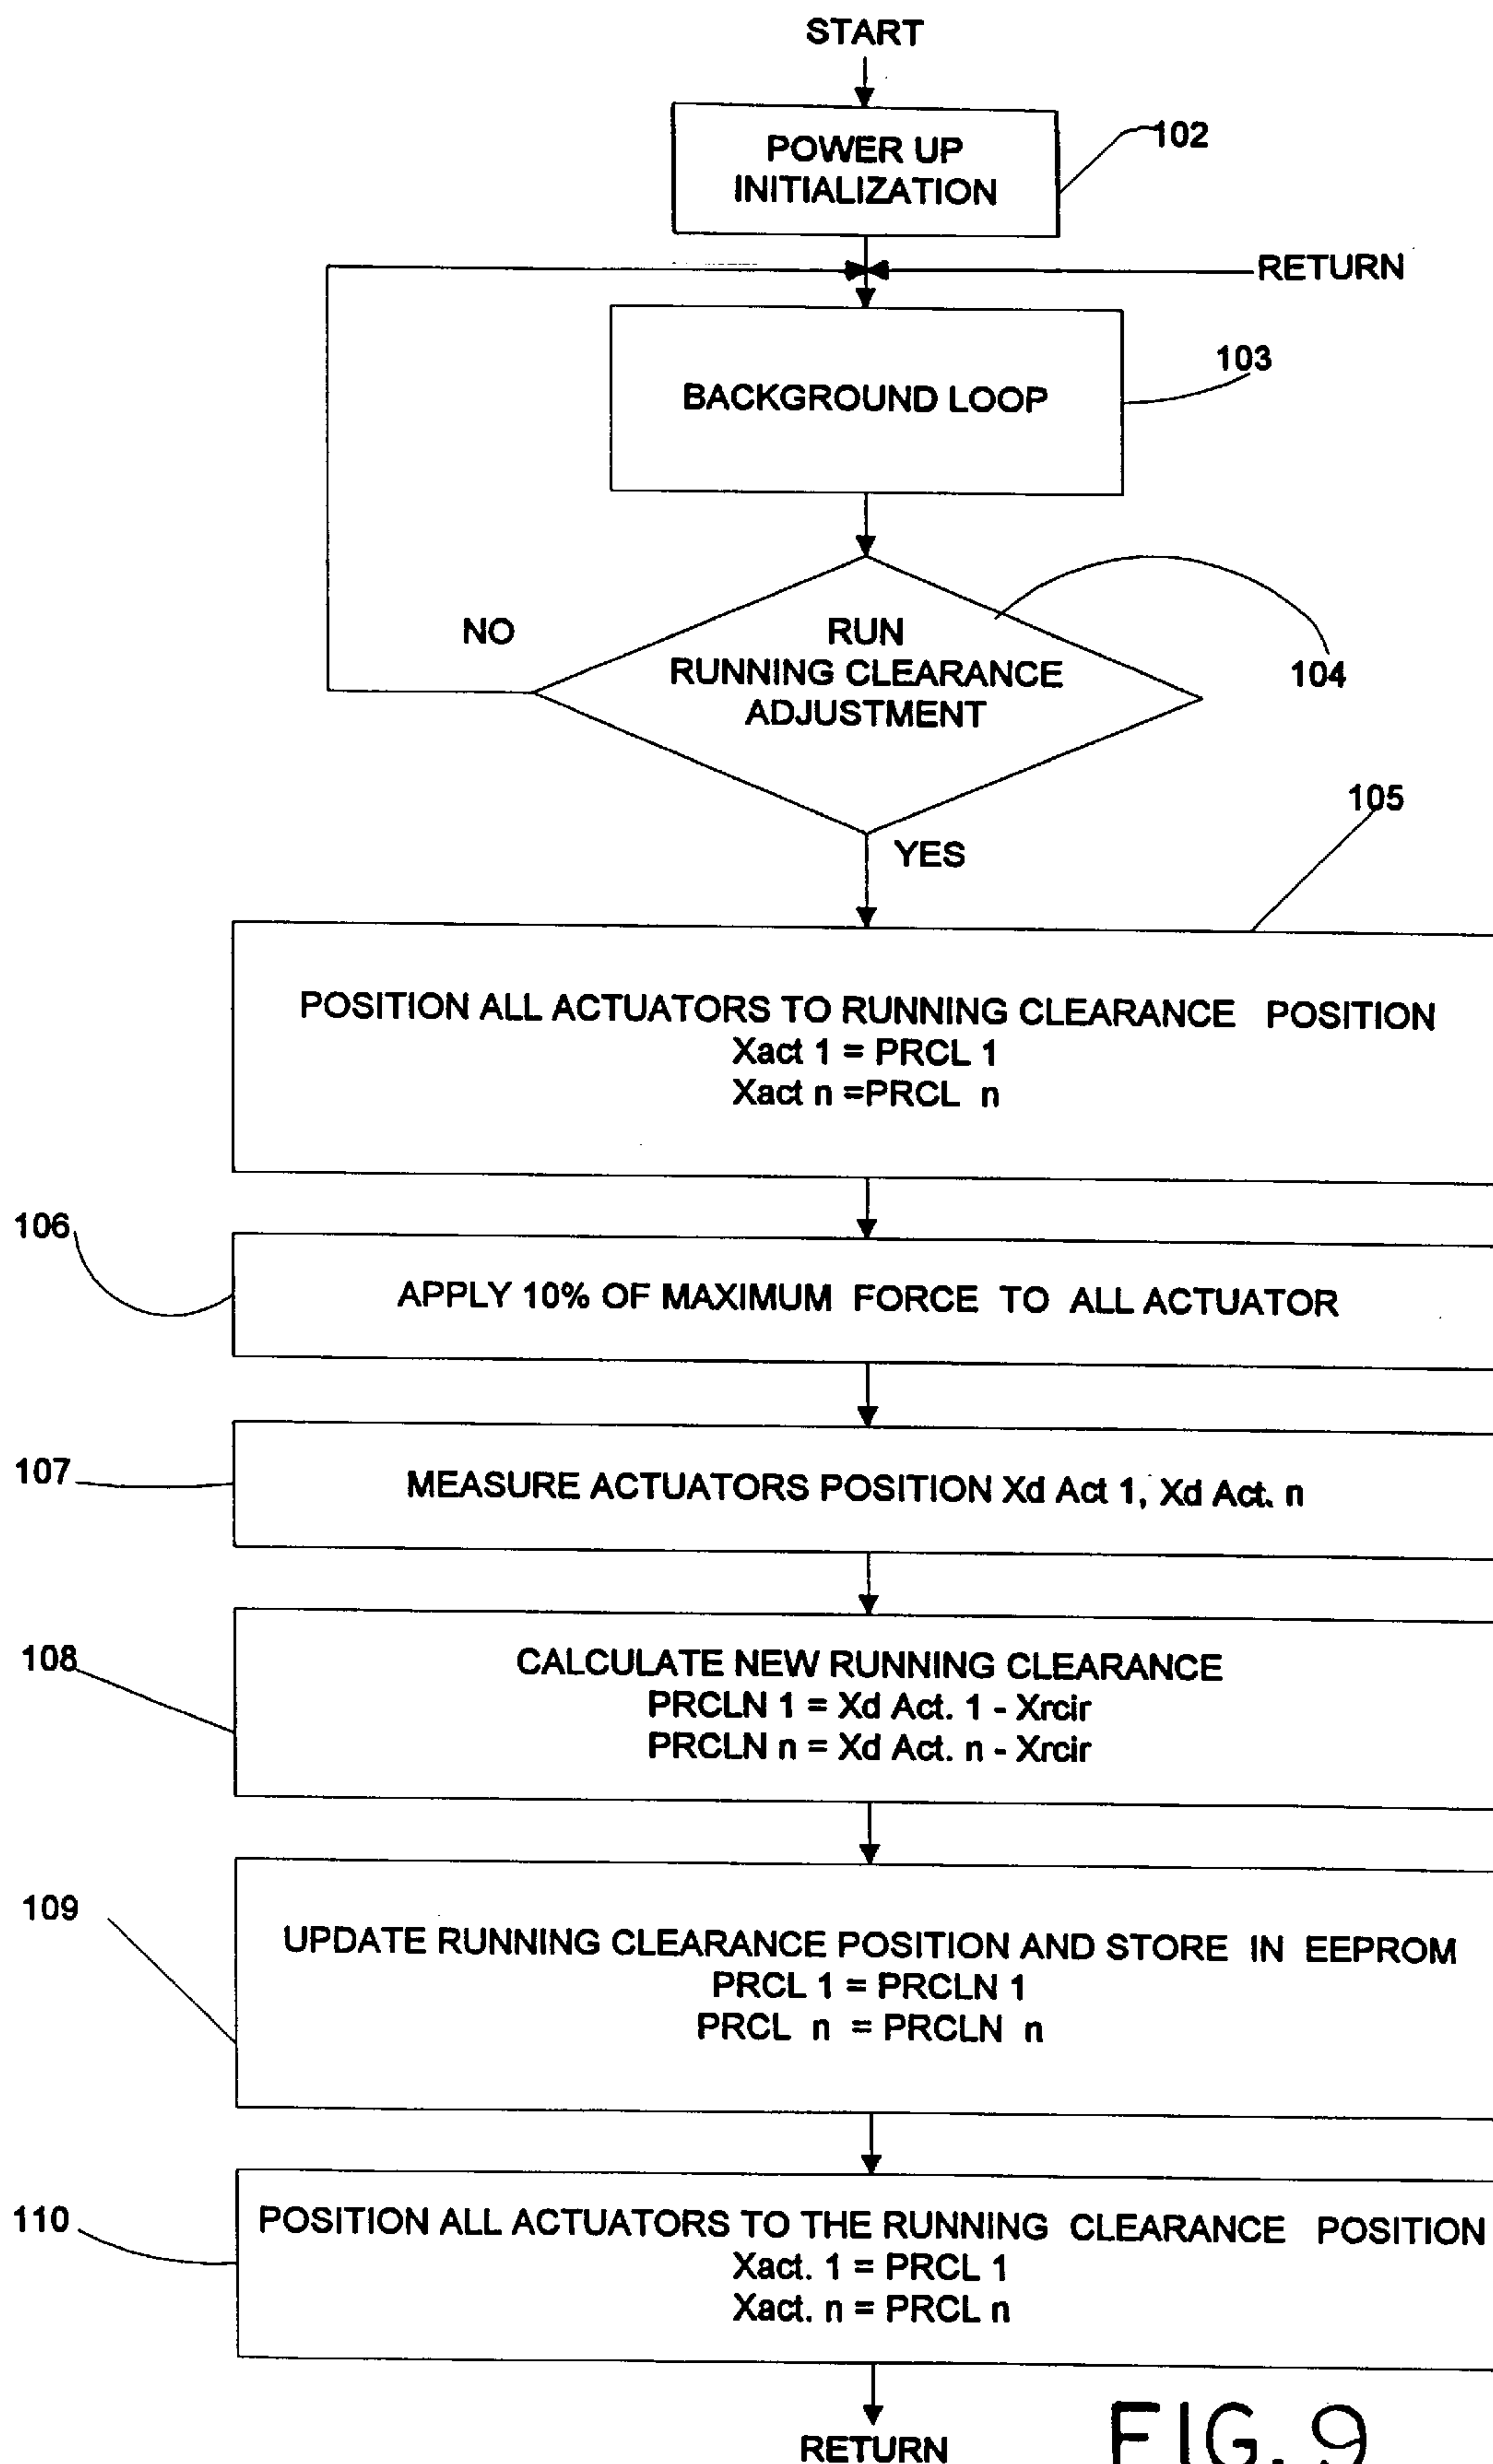 START
POWER UP
INITIALIZATION
102
RETURN
BACKGROUND LOOP
103
NO
RUN
RUNNING CLEARANCE
ADJUSTMENT
104
YES
105
POSITION ALL ACTUATORS TO RUNNING CLEARANCE POSITION
Xact 1 = PRCL 1
Xact n =PRCL n
106
APPLY 10% OF MAXIMUM FORCE TO ALL ACTUATOR
107
MEASURE ACTUATORS POSITION Xd Act 1, Xd Act. n
108
CALCULATE NEW RUNNING CLEARANCE
PRCLN 1 = Xd Act. 1 - Xrclr
PRCLN n = Xd Act. n - Xrclr
109
UPDATE RUNNING CLEARANCE POSITION AND STORE IN EEPROM
PRCL 1 = PRCLN 1
PRCL n = PRCLN n
110
POSITION ALL ACTUATORS TO THE RUNNING CLEARANCE POSITION
Xact. 1 = PRCL 1
Xact. n = PRCL n
RETURN
FIG. 9